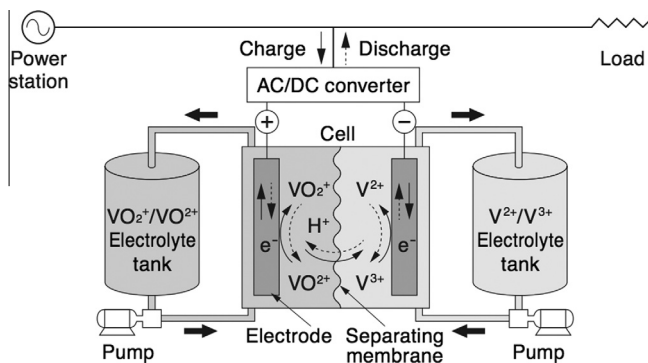 Charge
Discharge
Power
station
Load
AC/DC converter
+
−
Cell
VO₂⁺/VO²⁺
Electrolyte
tank
VO₂⁺
V²⁺
H⁺
e⁻
e⁻
VO²⁺
V³⁺
V²⁺/V³⁺
Electrolyte
tank
Pump
Electrode
Separating
membrane
Pump